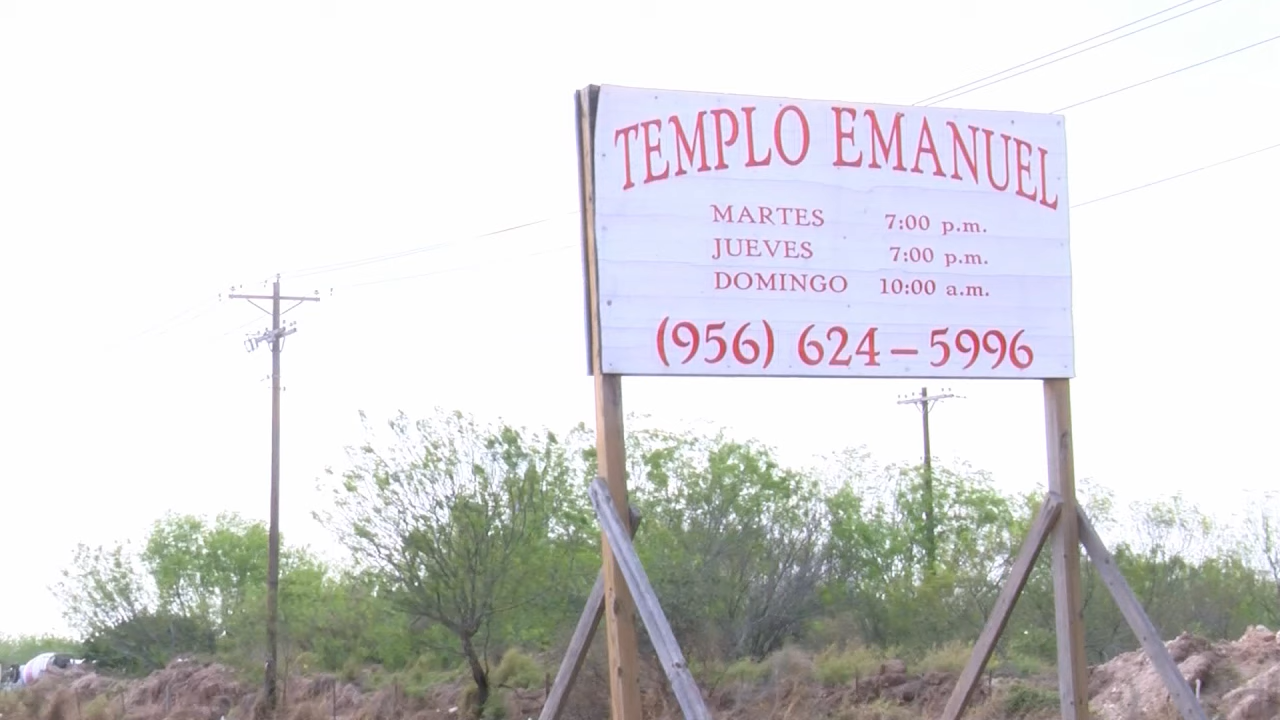 TEMPLO EMANUEL
MARTES 7:00 p.m.
JUEVES 7:00 p.m.
DOMINGO 10:00 a.m.
(956) 624-5996